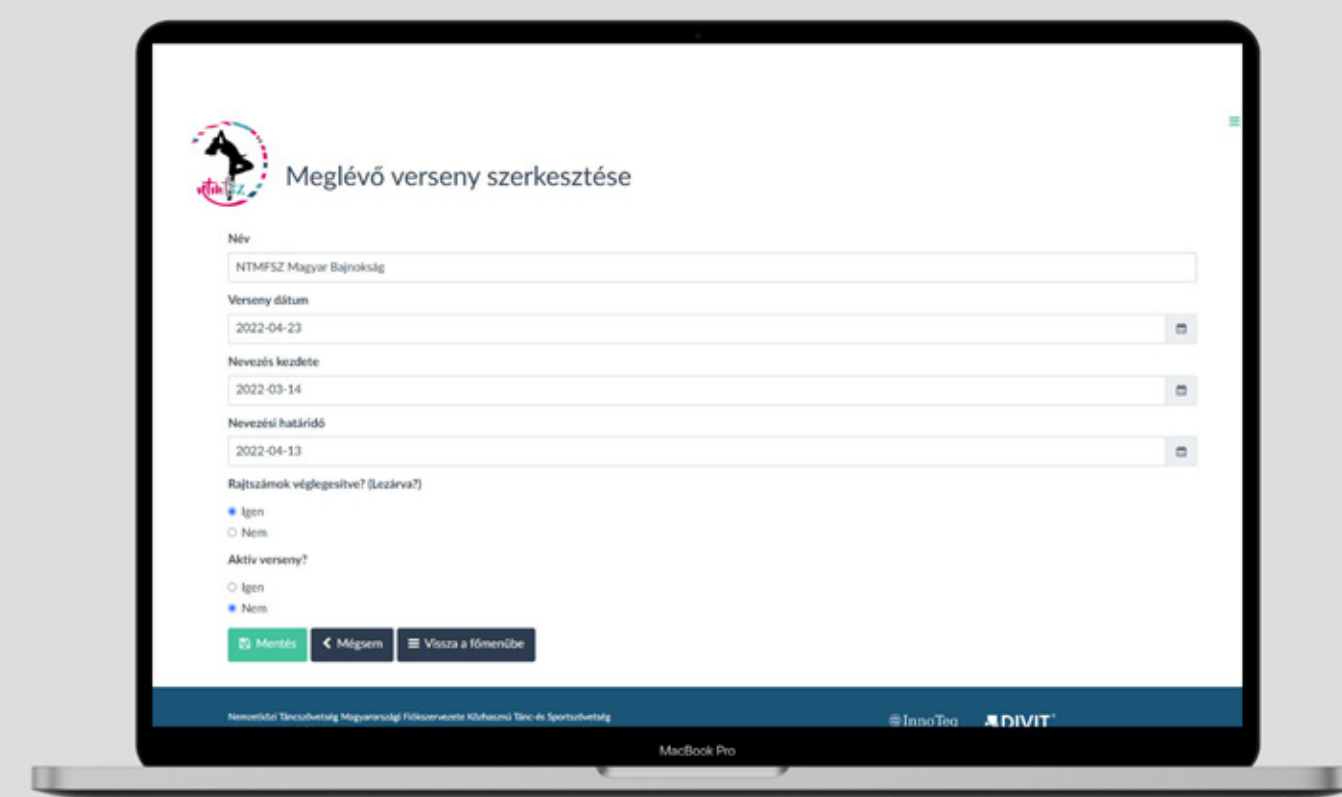 Meglévő verseny szerkesztése
Név
NTMFSZ Magyar Bajnokság
Verseny dátum
2022-04-23
Nevezés kezdete
2022-03-14
Nevezési határidő
2022-04-13
Rajtszámok véglegesítve? (Lezárva?)
Igen
Nem
Aktív verseny?
Igen
Nem
Mentés Mégsem Vissza a főmenübe
Nemzetközi Táncszövetség Magyarországi Fiókszervezete Közhasznú Tánc-és Sportszövetség
InnoTeq DIVIT
MacBook Pro